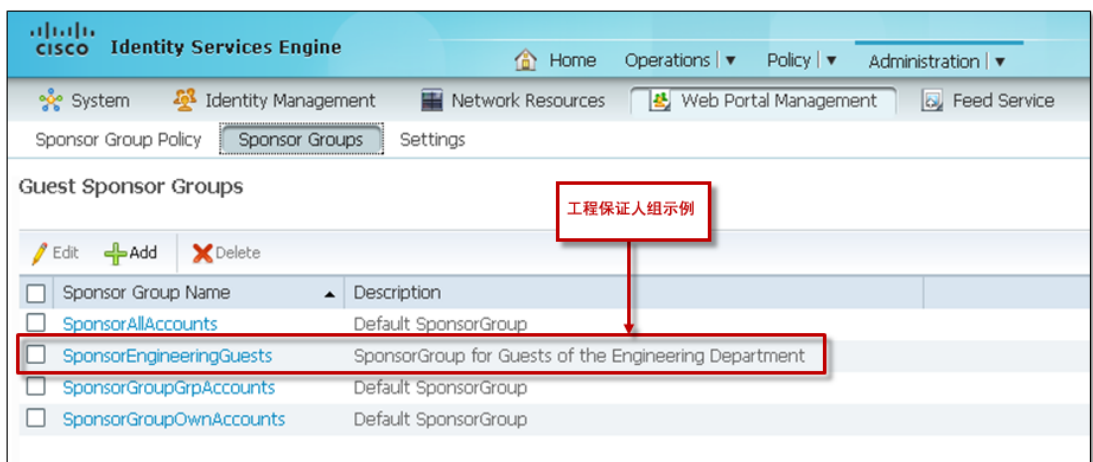 CISCO Identity Services Engine
Home Operations | ▼ Policy | ▼ Administration | ▼
System Identity Management Network Resources Web Portal Management Feed Service
Sponsor Group Policy Sponsor Groups Settings
Guest Sponsor Groups
工程保证人组示例
Edit Add Delete
Sponsor Group Name ▲ Description
SponsorAllAccounts Default SponsorGroup
SponsorEngineeringGuests SponsorGroup for Guests of the Engineering Department
SponsorGroupGrpAccounts Default SponsorGroup
SponsorGroupOwnAccounts Default SponsorGroup